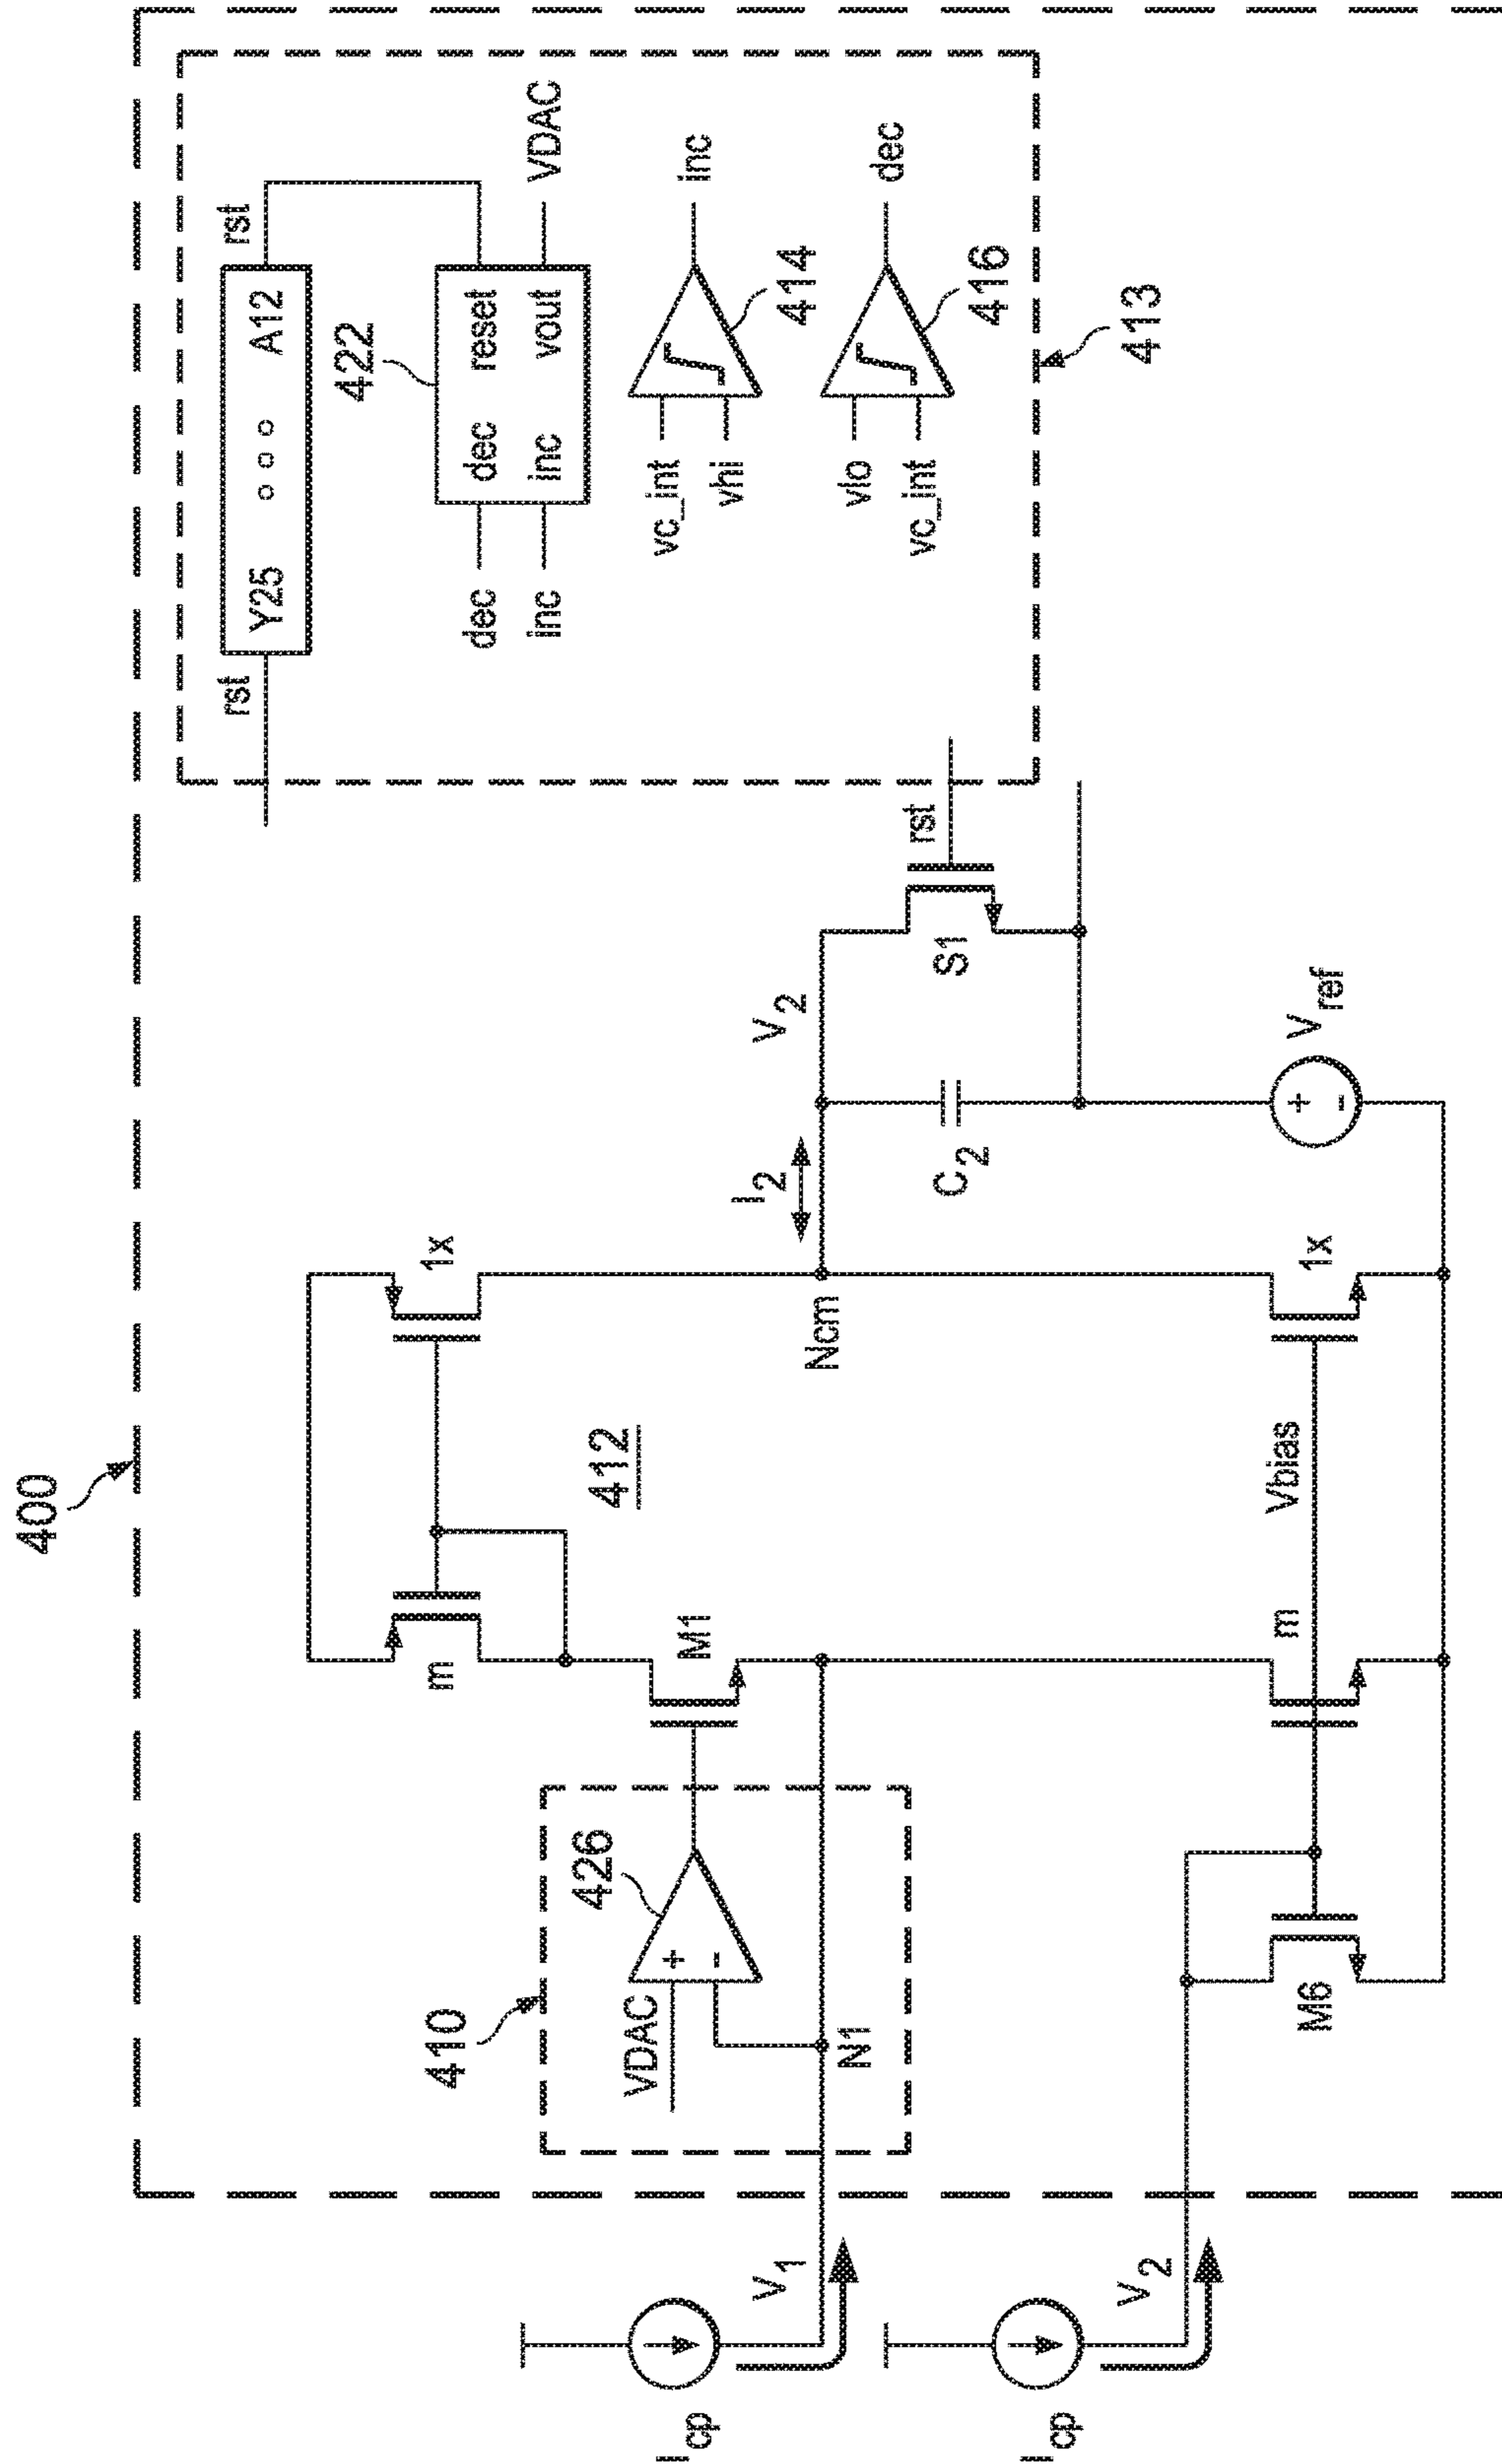 400
rst
Y25 ○ ○ ○ A12
rst
422
dec
inc
dec reset
inc vout
VDAC
vc_int
vhi
414
inc
vlo
vc_int
416
dec
413
m
1x
412
M1
410
426
VDAC
+
-
N1
Ncm
I2
V2
C2
S1
rst
Icp
V1
Icp
V2
M6
m
Vbias
1x
+
-
Vref